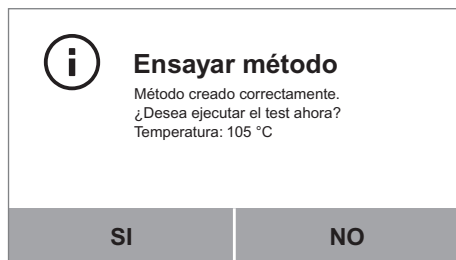 Ensayar método
Método creado correctamente.
¿Desea ejecutar el test ahora?
Temperatura: 105 °C
SI
NO